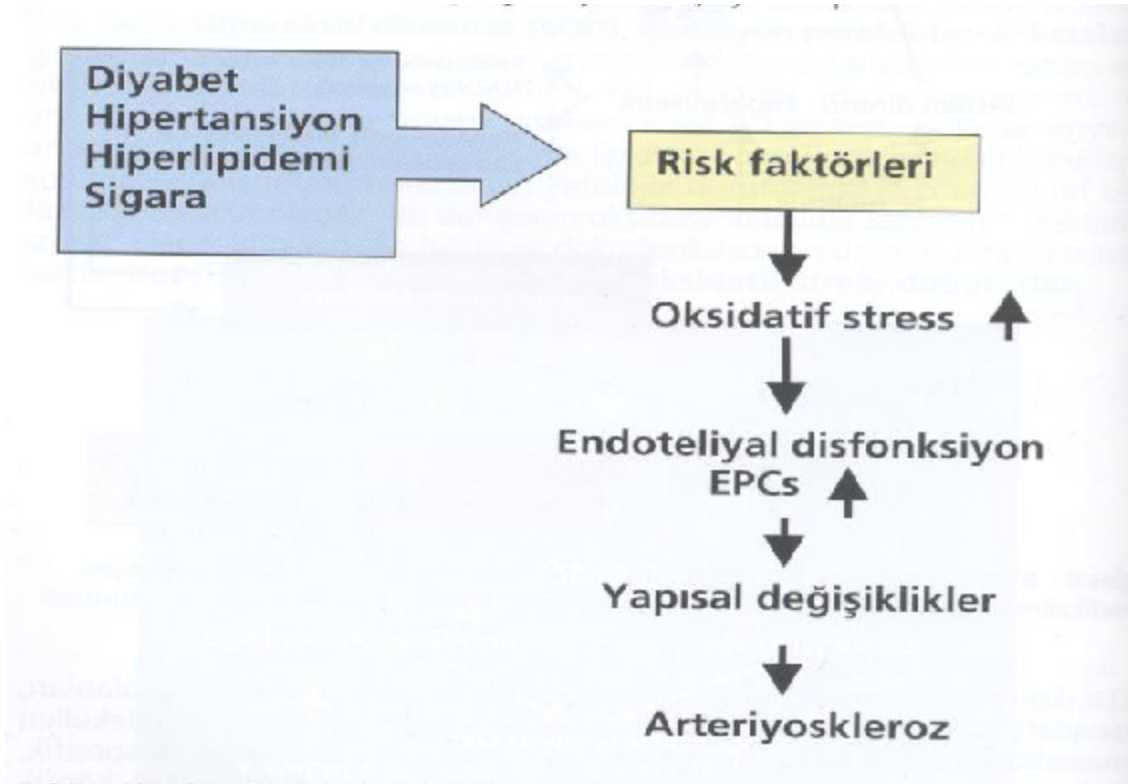 Diyabet
Hipertansiyon
Hiperlipidemi
Sigara
Risk faktörleri
Oksidatif stress
Endoteliyal disfonksiyon
EPCs
Yapısal değişiklikler
Arteriyoskleroz